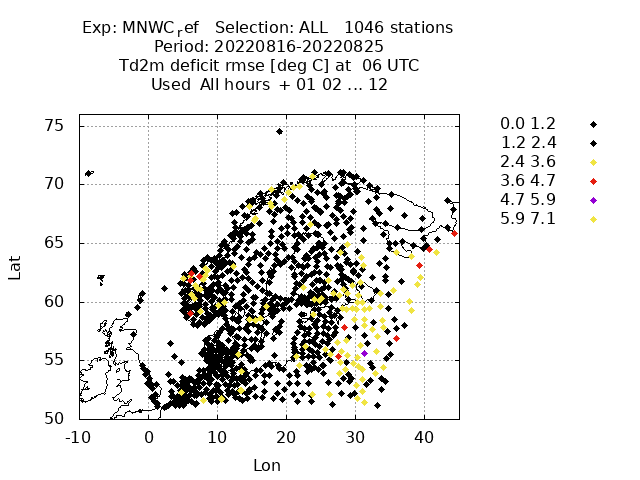 Exp: MNWCref   Selection: ALL   1046 stations
Period: 20220816-20220825
Td2m deficit rmse [deg C] at  06 UTC
Used  All hours  + 01 02 ... 12
0.0 1.2
1.2 2.4
2.4 3.6
3.6 4.7
4.7 5.9
5.9 7.1
75
70
65
60
55
50
Lat
-10 0 10 20 30 40
Lon